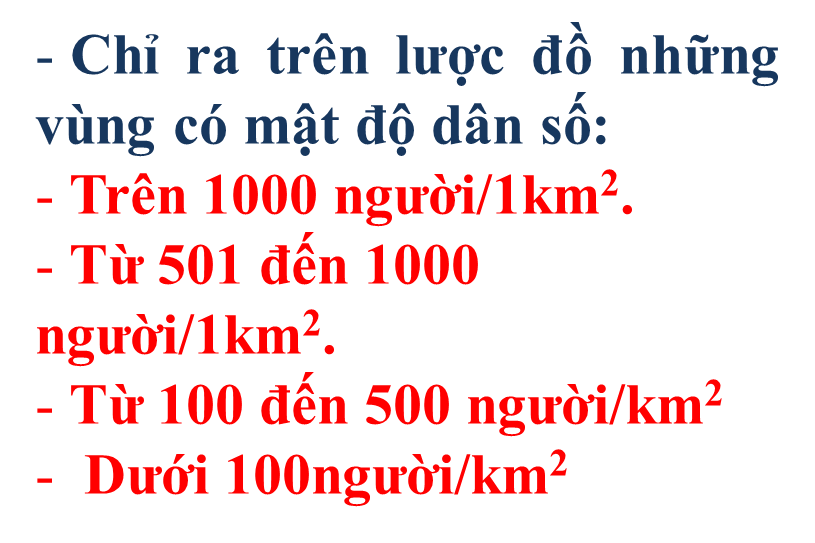 - Chỉ ra trên lược đồ những
vùng có mật độ dân số:
- Trên 1000 người/1km².
- Từ 501 đến 1000
người/1km².
- Từ 100 đến 500 người/km²
- Dưới 100người/km²